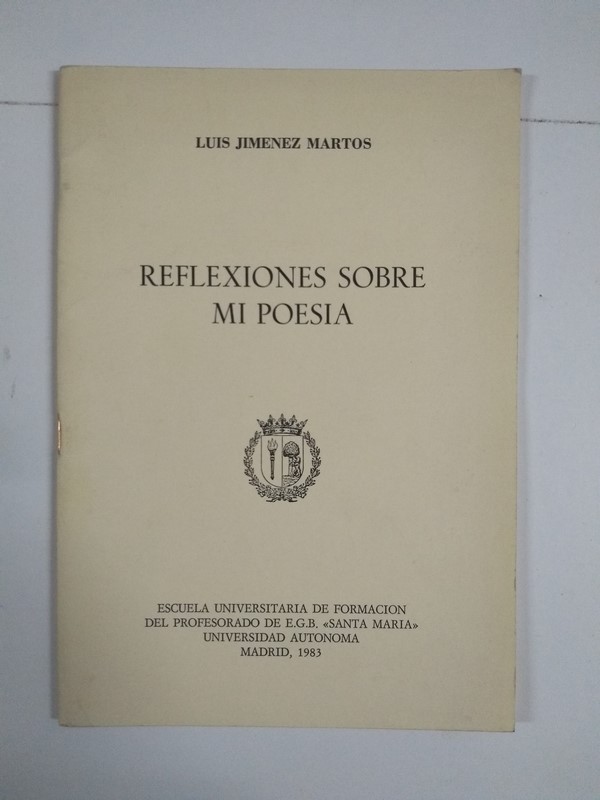 LUIS JIMENEZ MARTOS
REFLEXIONES SOBRE
MI POESIA
ESCUELA UNIVERSITARIA DE FORMACION
DEL PROFESORADO DE E.G.B. «SANTA MARIA»
UNIVERSIDAD AUTONOMA
MADRID, 1983